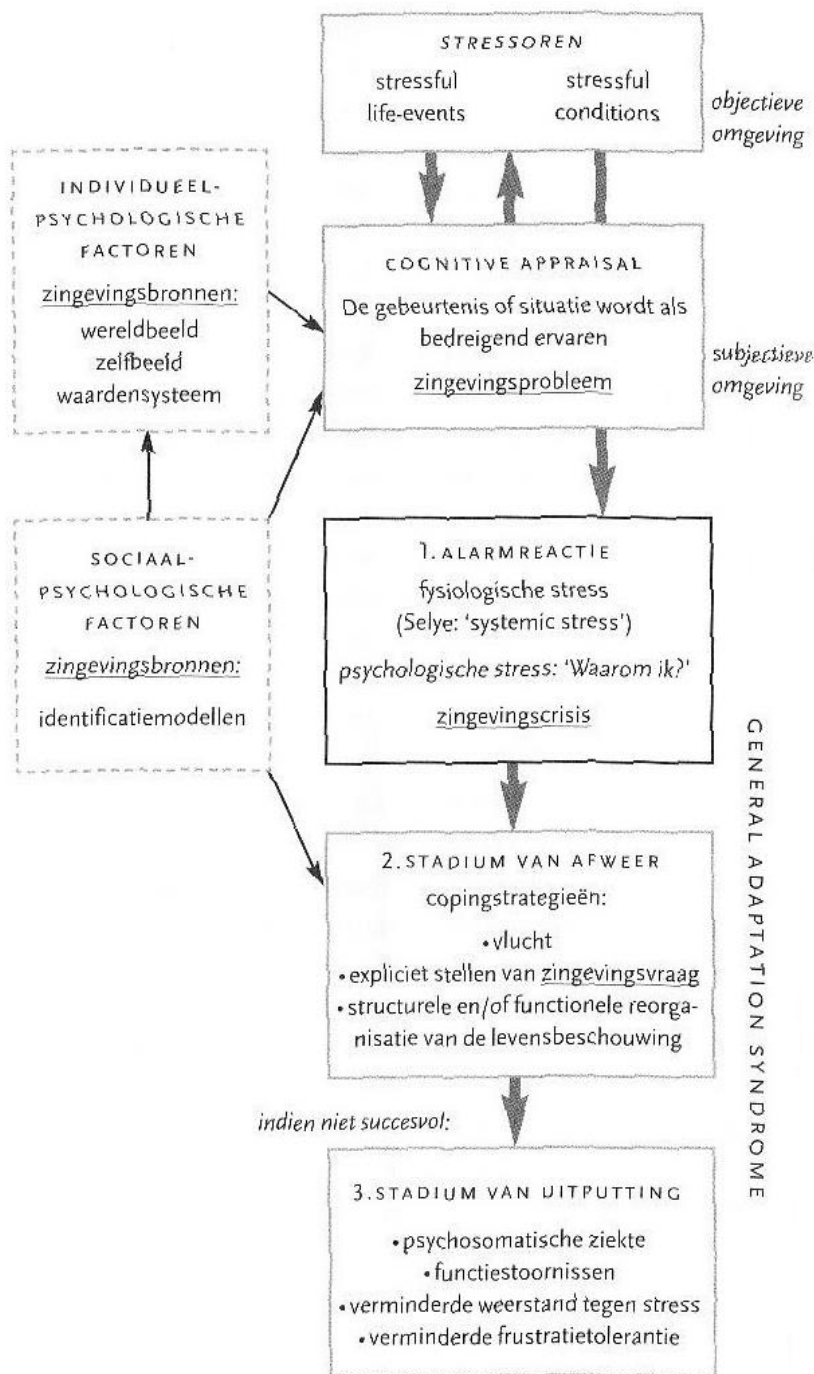 STRESSOREN
stressful
life-events
stressful
conditions
objectieve
omgeving
INDIVIDUEEL-
PSYCHOLOGISCHE
FACTOREN
zingevingsbronnen:
wereldbeeld
zelfbeeld
waardensysteem
COGNITIVE APPRAISAL
De gebeurtenis of situatie wordt als
bedreigend ervaren
zingevingsprobleem
subjectieve
omgeving
SOCIAAL-
PSYCHOLOGISCHE
FACTOREN
zingevingsbronnen:
identificatiemodellen
1. ALARMREACTIE
fysiologische stress
(Selye: ‘systemic stress’)
psychologische stress: ‘Waarom ik?’
zingevingscrisis
GENERAL ADAPTATION SYNDROME
2. STADIUM VAN AFWEER
copingstrategieën:
• vlucht
• expliciet stellen van zingevingsvraag
• structurele en/of functionele reorga-
nisatie van de levensbeschouwing
indien niet succesvol:
3. STADIUM VAN UITPUTTING
• psychosomatische ziekte
• functiestoornissen
• verminderde weerstand tegen stress
• verminderde frustratietolerantie